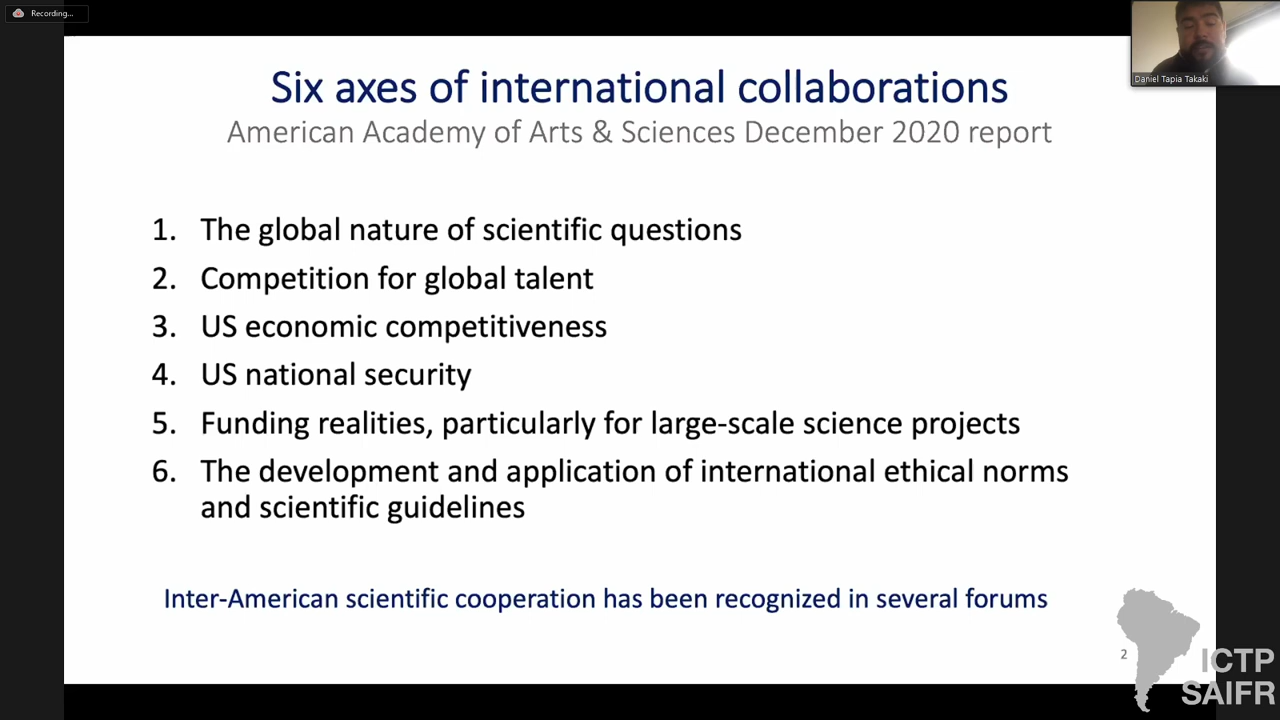 Recording...
Daniel Tapia Takaki
Six axes of international collaborations
American Academy of Arts & Sciences December 2020 report
1. The global nature of scientific questions
2. Competition for global talent
3. US economic competitiveness
4. US national security
5. Funding realities, particularly for large-scale science projects
6. The development and application of international ethical norms
and scientific guidelines
Inter-American scientific cooperation has been recognized in several forums
2
ICTP
SAIFR